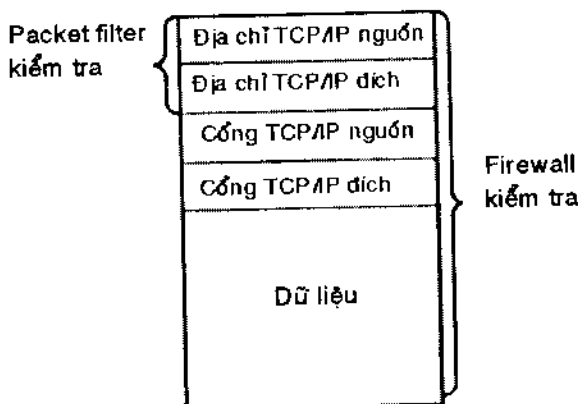 Packet filter
kiểm tra
Địa chỉ TCP/IP nguồn
Địa chỉ TCP/IP đích
Cổng TCP/IP nguồn
Cổng TCP/IP đích
Dữ liệu
Firewall
kiểm tra